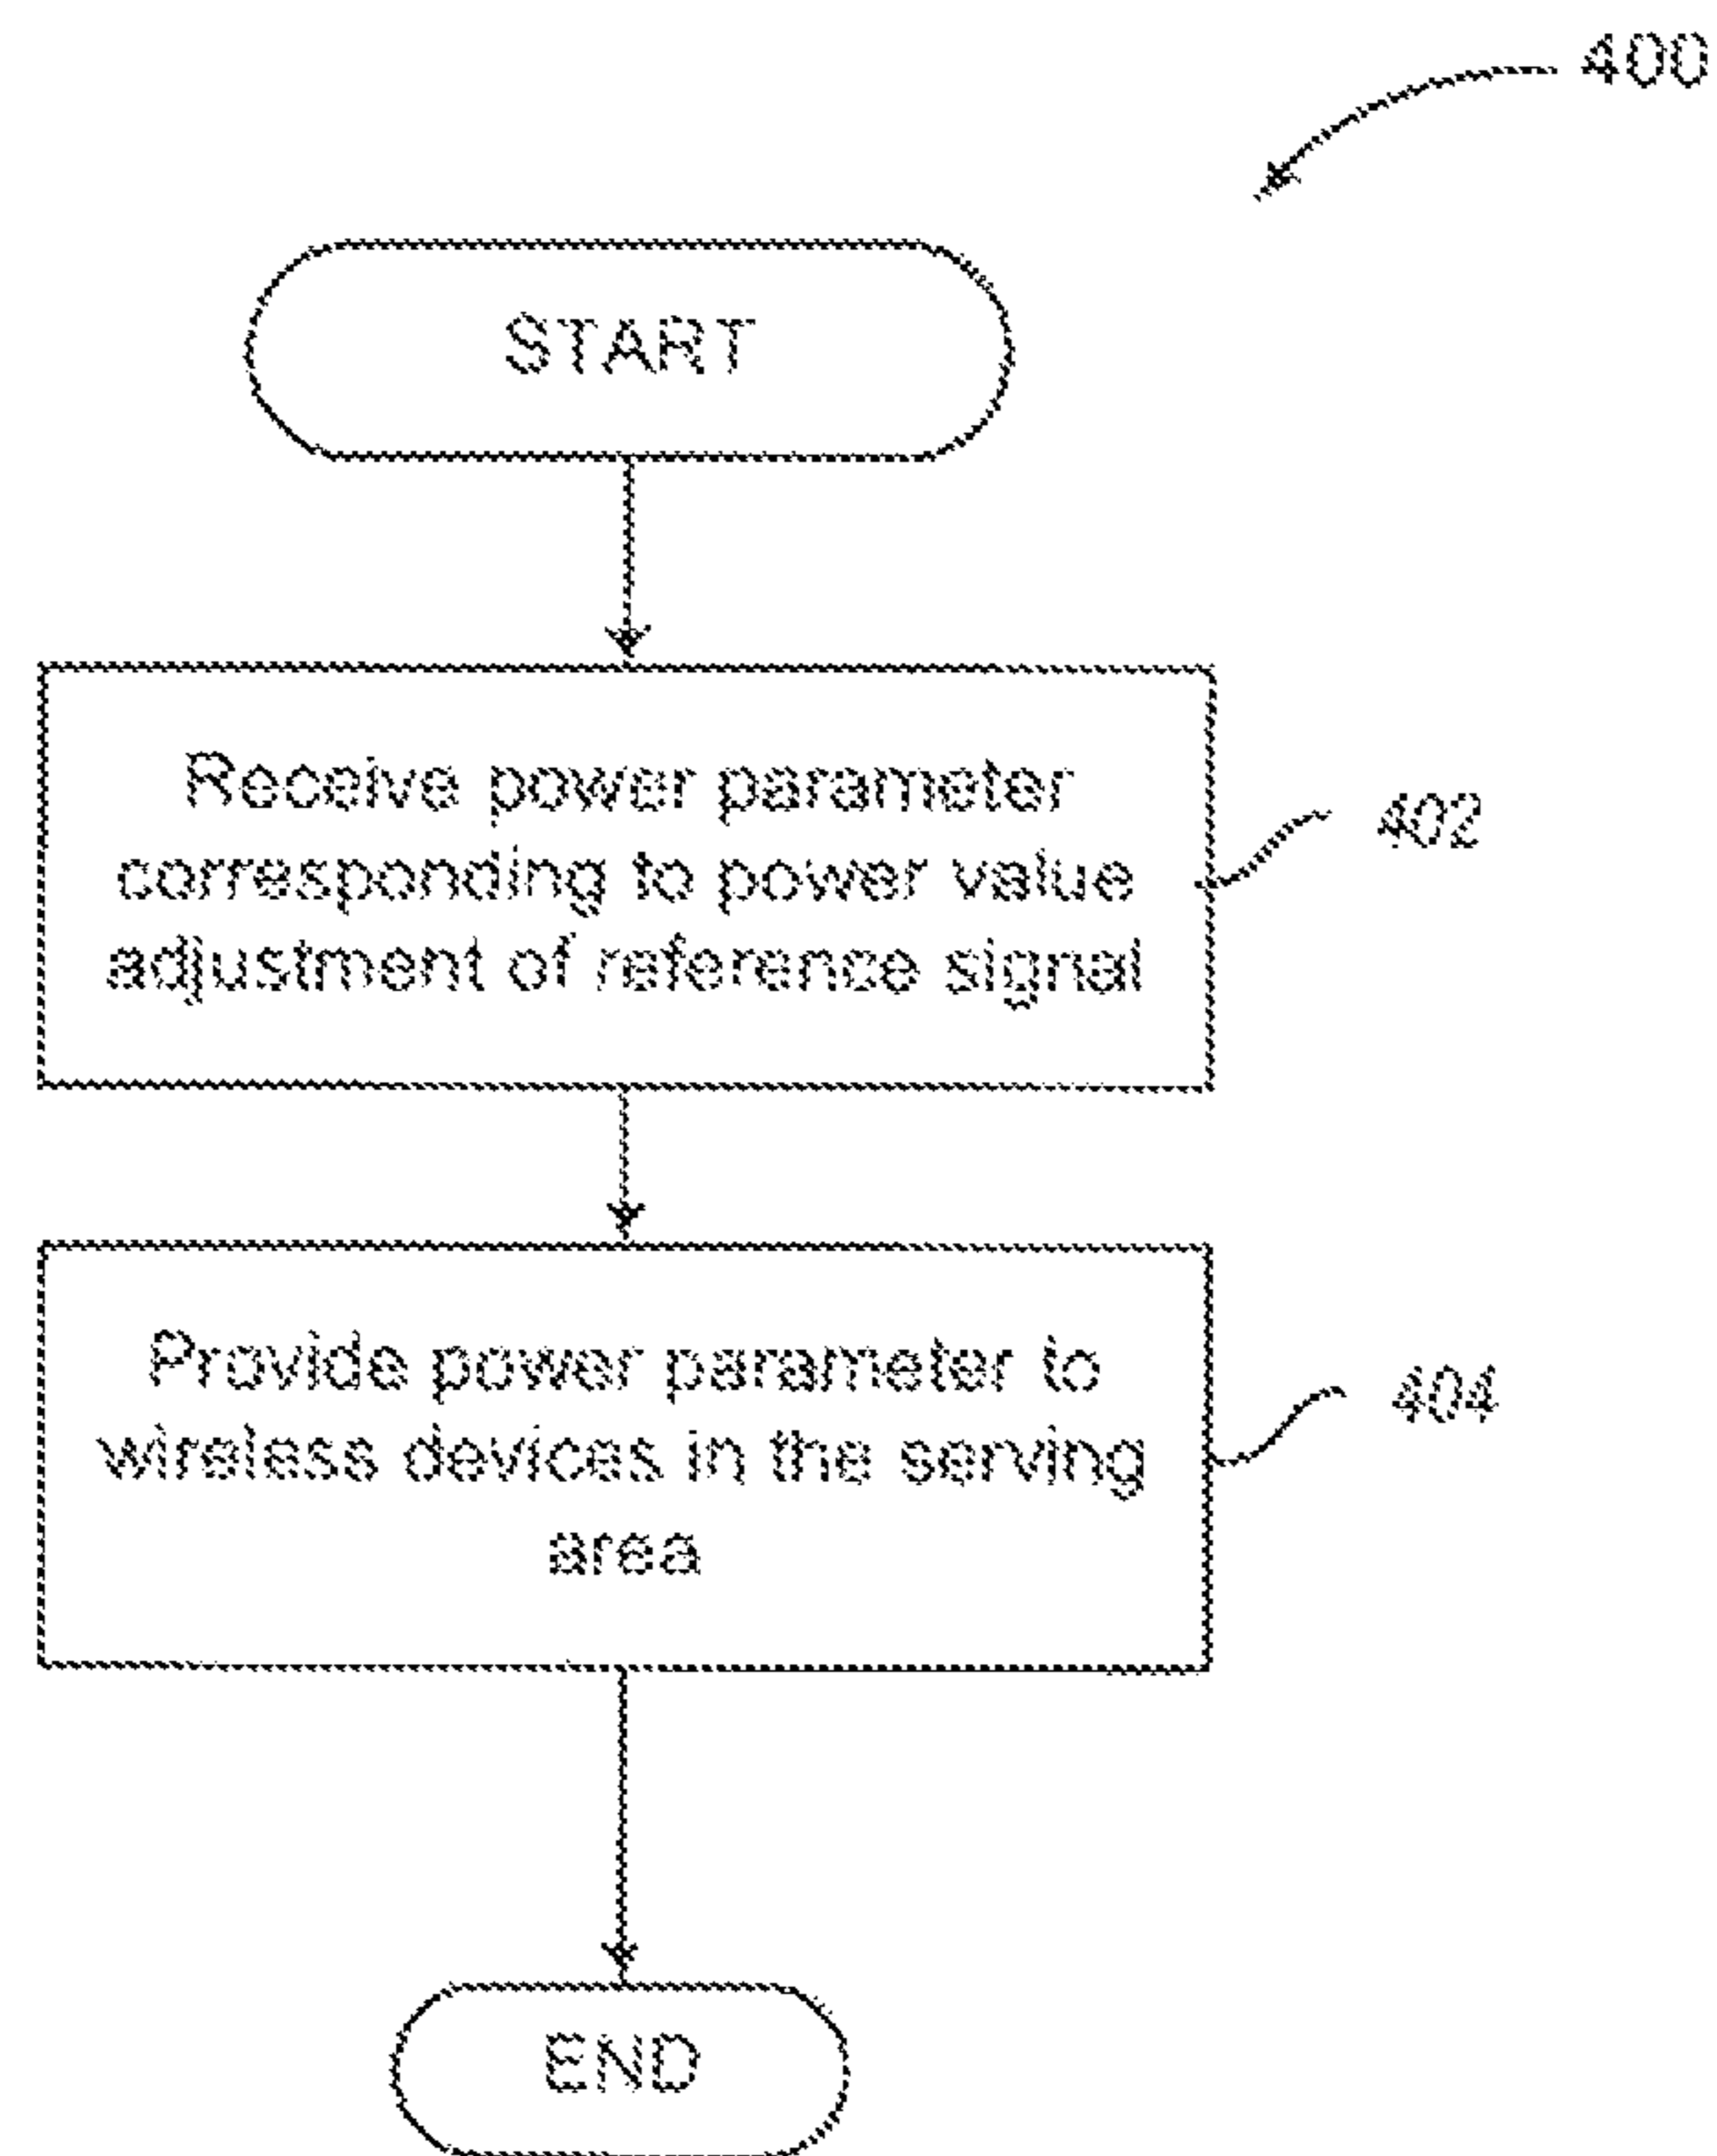 400
START
Receive power parameter
corresponding to power value
adjustment of reference signal
402
Provide power parameter to
wireless devices in the serving
area
404
END